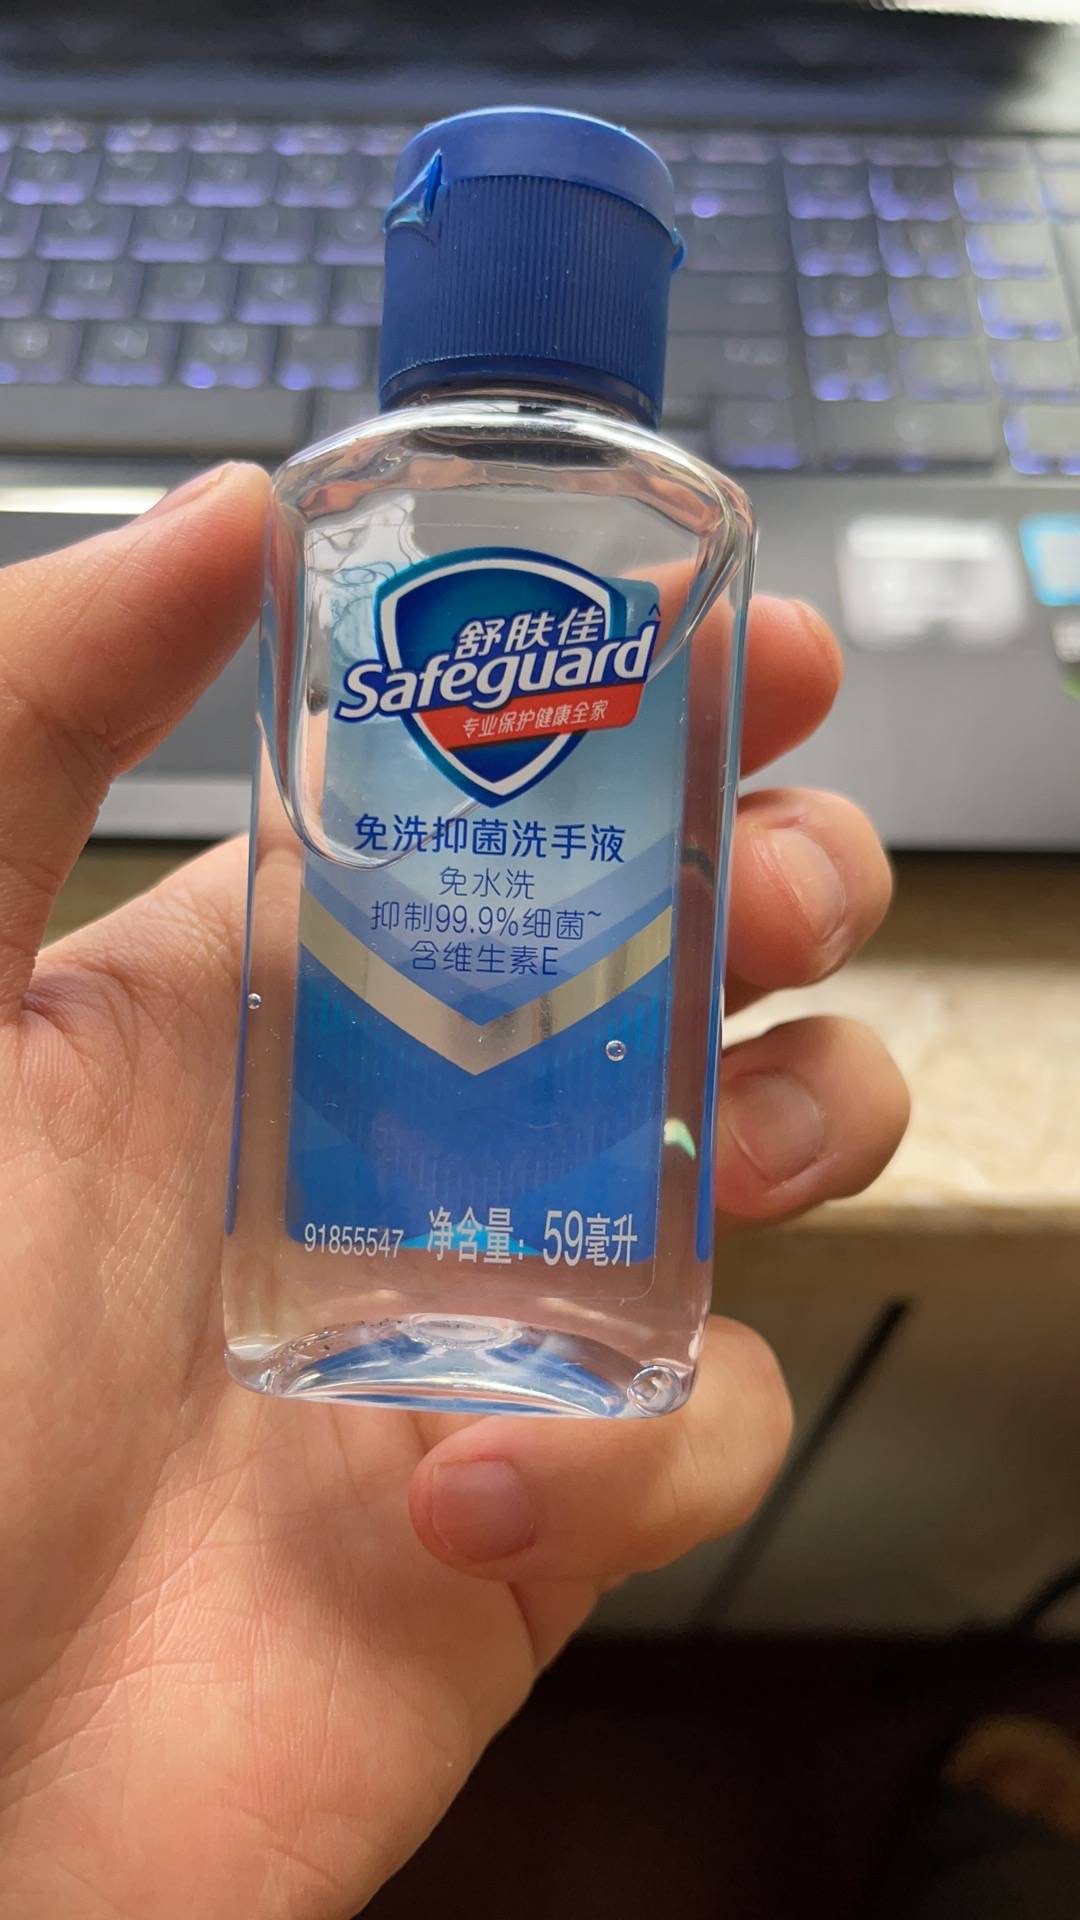 舒肤佳
Safeguard^
专业保护健康全家
免洗抑菌洗手液
免水洗
抑制99.9%细菌~
含维生素E
91855547 净含量：59毫升